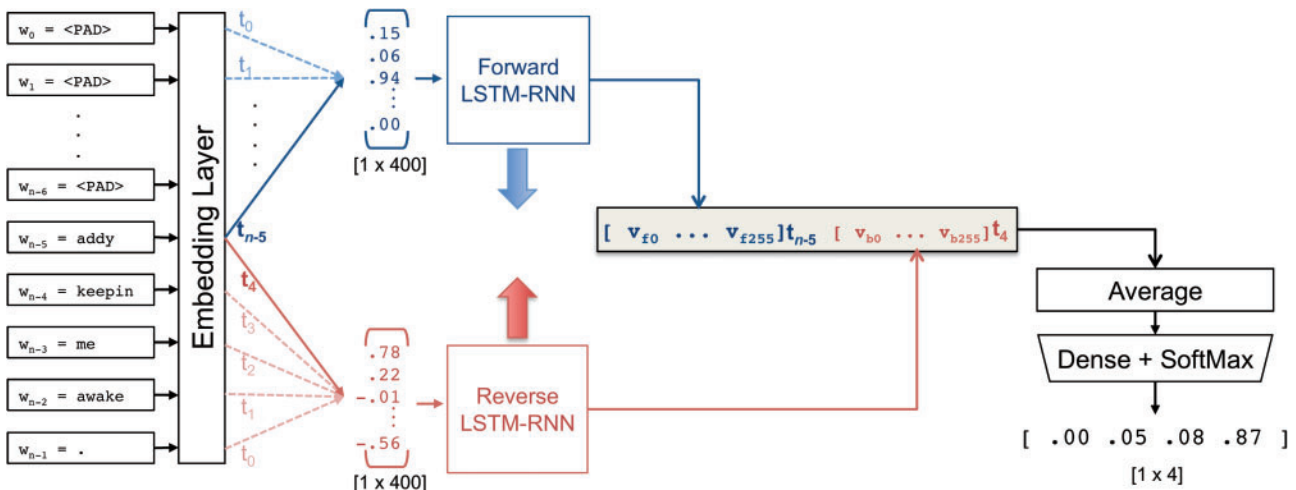 w0 = <PAD>
w1 = <PAD>
. . .
wn-6 = <PAD>
wn-5 = addy
wn-4 = keepin
wn-3 = me
wn-2 = awake
wn-1 = .
Embedding Layer
t0
t1
. . . .
tn-5
t4
t3
t2
t1
t0
.15
.06
.94
⋮
.00
[1 x 400]
Forward
LSTM-RNN
.78
.22
-.01
⋮
-.56
[1 x 400]
Reverse
LSTM-RNN
[ vf0 ... vf255]tn-5 [ vb0 ... vb255]t4
Average
Dense + SoftMax
[ .00 .05 .08 .87 ]
[1 x 4]